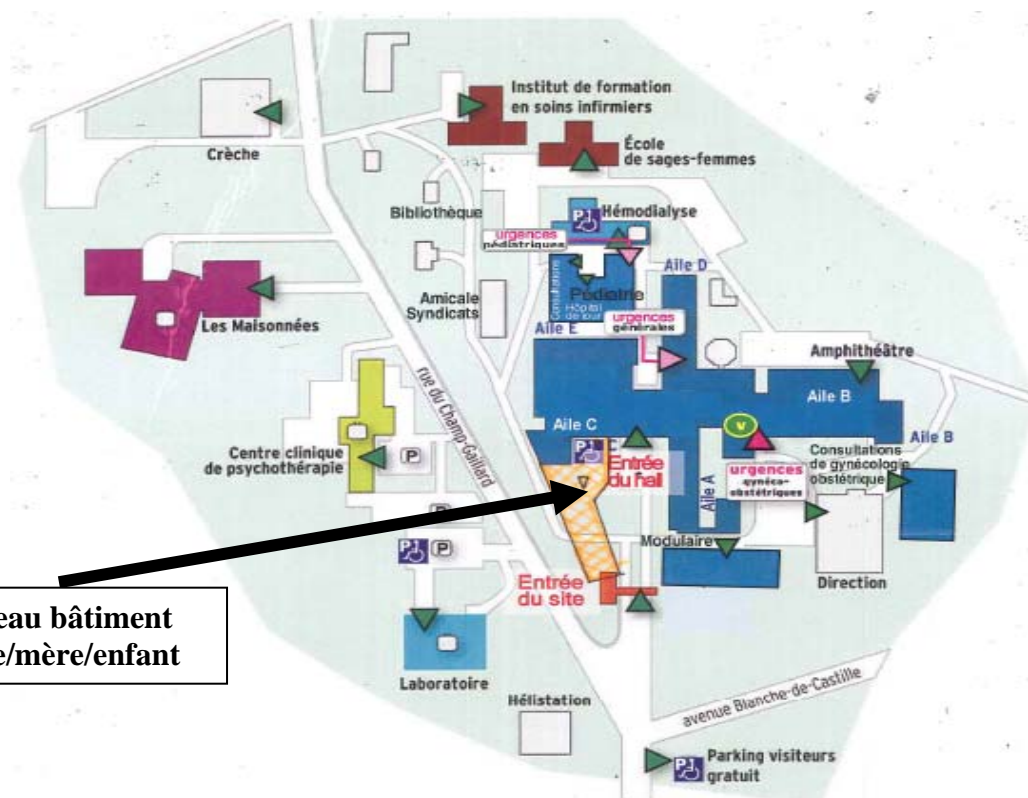 Institut de formation
en soins infirmiers
Crèche
École
de sages-femmes
Bibliothèque
P
Hémodialyse
urgences
pédiatriques
Aile D
Consultations
Pédiatrie
Hôpital
de jour
Les Maisonnées
Amicale
Syndicats
urgences
générales
Aile E
Amphithéâtre
rue du Champ-Gaillard
Aile B
Aile C
V
Aile B
Centre clinique
de psychothérapie
P
P
Entrée
du hall
urgences
gynéco-
obstétriques
Consultations
de gynécologie
obstétrique
Aile A
P
P
P
Modulaire
Direction
Entrée
du site
eau bâtiment
e/mère/enfant
Laboratoire
Hélistation
avenue Blanche-de-Castille
P
Parking visiteurs
gratuit